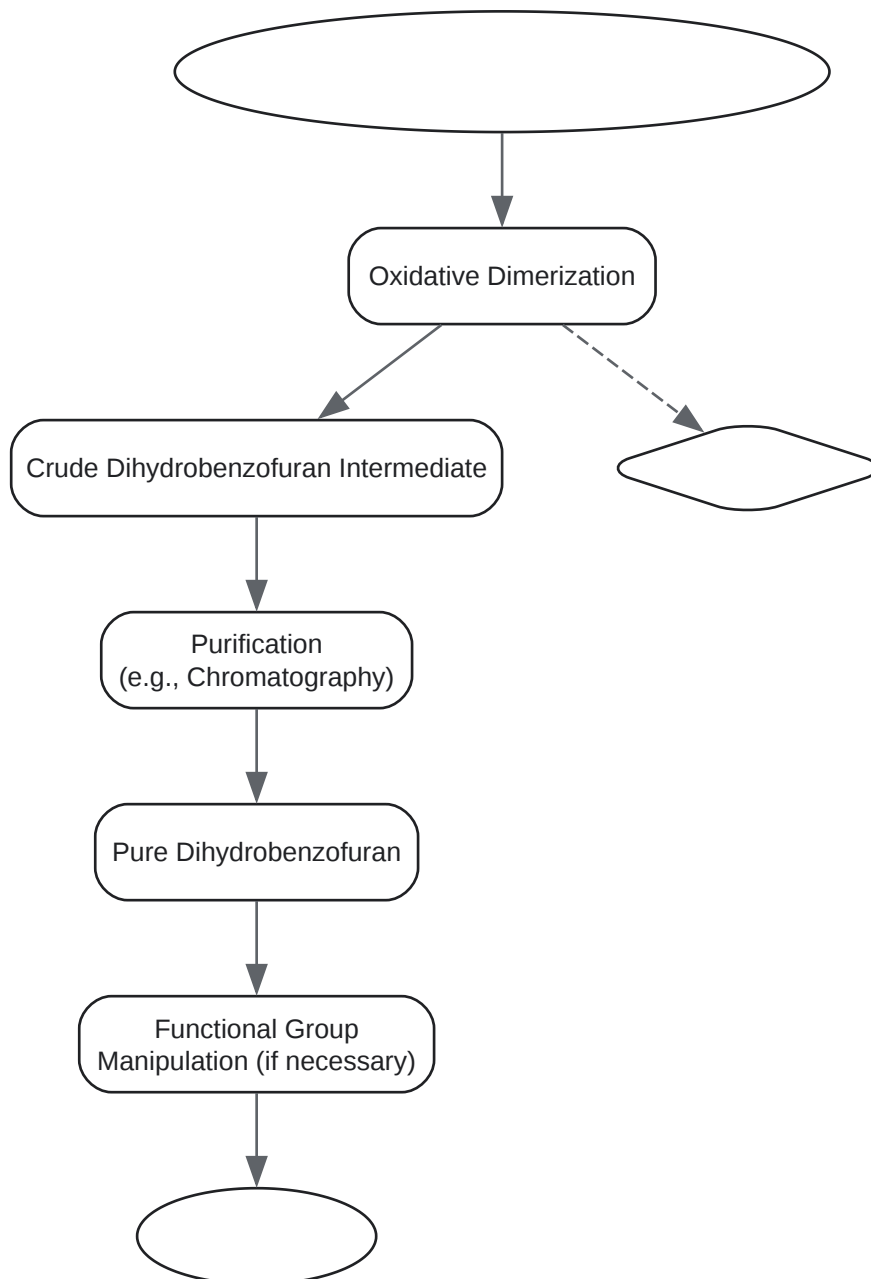 Oxidative Dimerization
Crude Dihydrobenzofuran Intermediate
Purification
(e.g., Chromatography)
Pure Dihydrobenzofuran
Functional Group
Manipulation (if necessary)